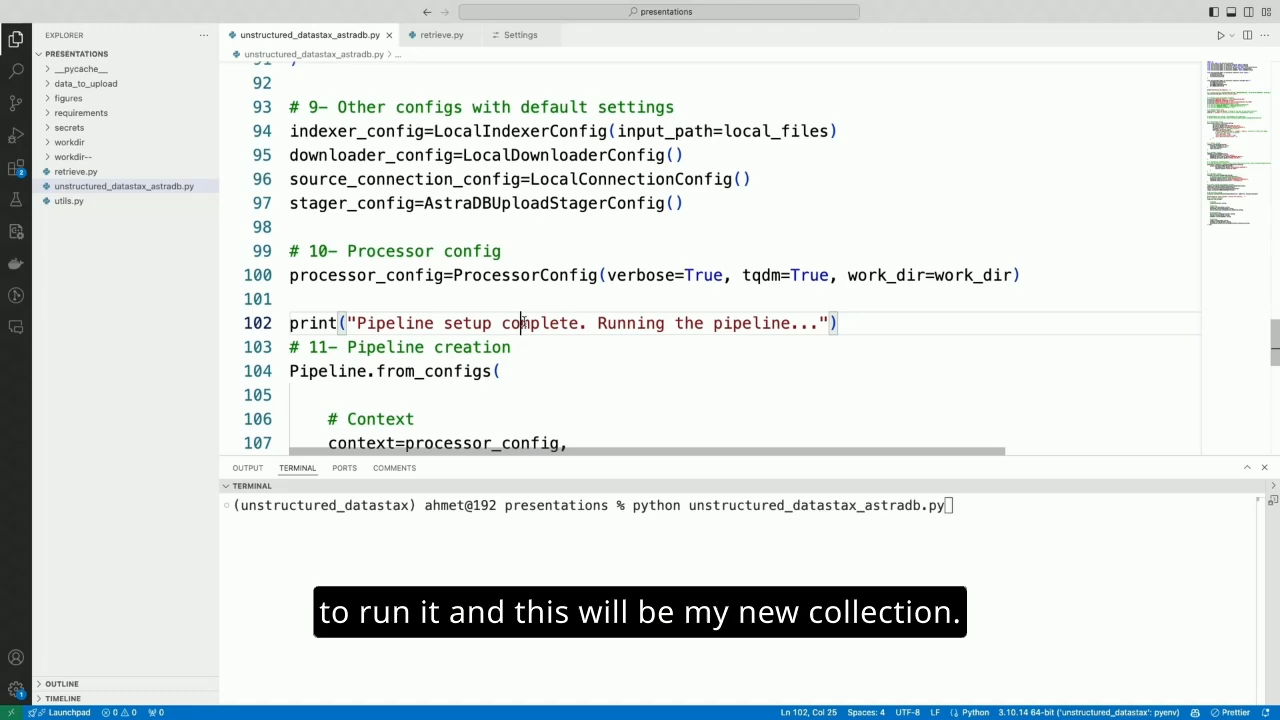 presentations
EXPLORER
unstructured_datastax_astradb.py
retrieve.py
Settings
PRESENTATIONS
unstructured_datastax_astradb.py > ...
__pycache__
data_to_upload
figures
requirements
secrets
workdir
workdir--
retrieve.py
unstructured_datastax_astradb.py
utils.py
91 )
92
93 # 9- Other configs with default settings
94 indexer_config=LocalIndexerConfig(input_path=local_files)
95 downloader_config=LocalDownloaderConfig()
96 source_connection_config=LocalConnectionConfig()
97 stager_config=AstraDBUploadStagerConfig()
98
99 # 10- Processor config
100 processor_config=ProcessorConfig(verbose=True, tqdm=True, work_dir=work_dir)
101
102 print("Pipeline setup complete. Running the pipeline...")
103 # 11- Pipeline creation
104 Pipeline.from_configs(
105
106 # Context
107 context=processor_config,
OUTPUT TERMINAL PORTS COMMENTS
TERMINAL
(unstructured_datastax) ahmet@192 presentations % python unstructured_datastax_astradb.py
to run it and this will be my new collection.
OUTLINE
TIMELINE
2
1
Launchpad 0 0 0 Ln 102, Col 25 Spaces: 4 UTF-8 LF Python 3.10.14 64-bit ('unstructured_datastax': pyenv) Prettier